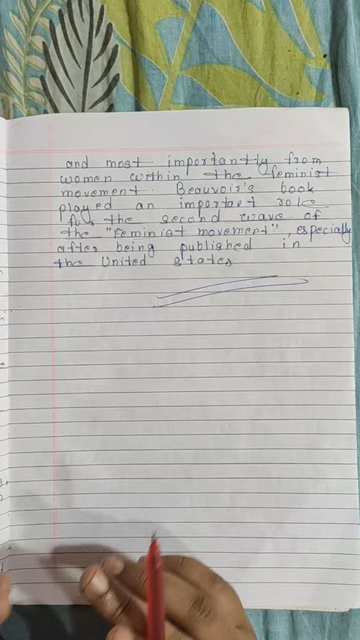 and most importantly from
women within the feminist
movement. Beauvoir's book
played an important role
for the second wave of
the "Feminist movement", especially
after being published in
the United States